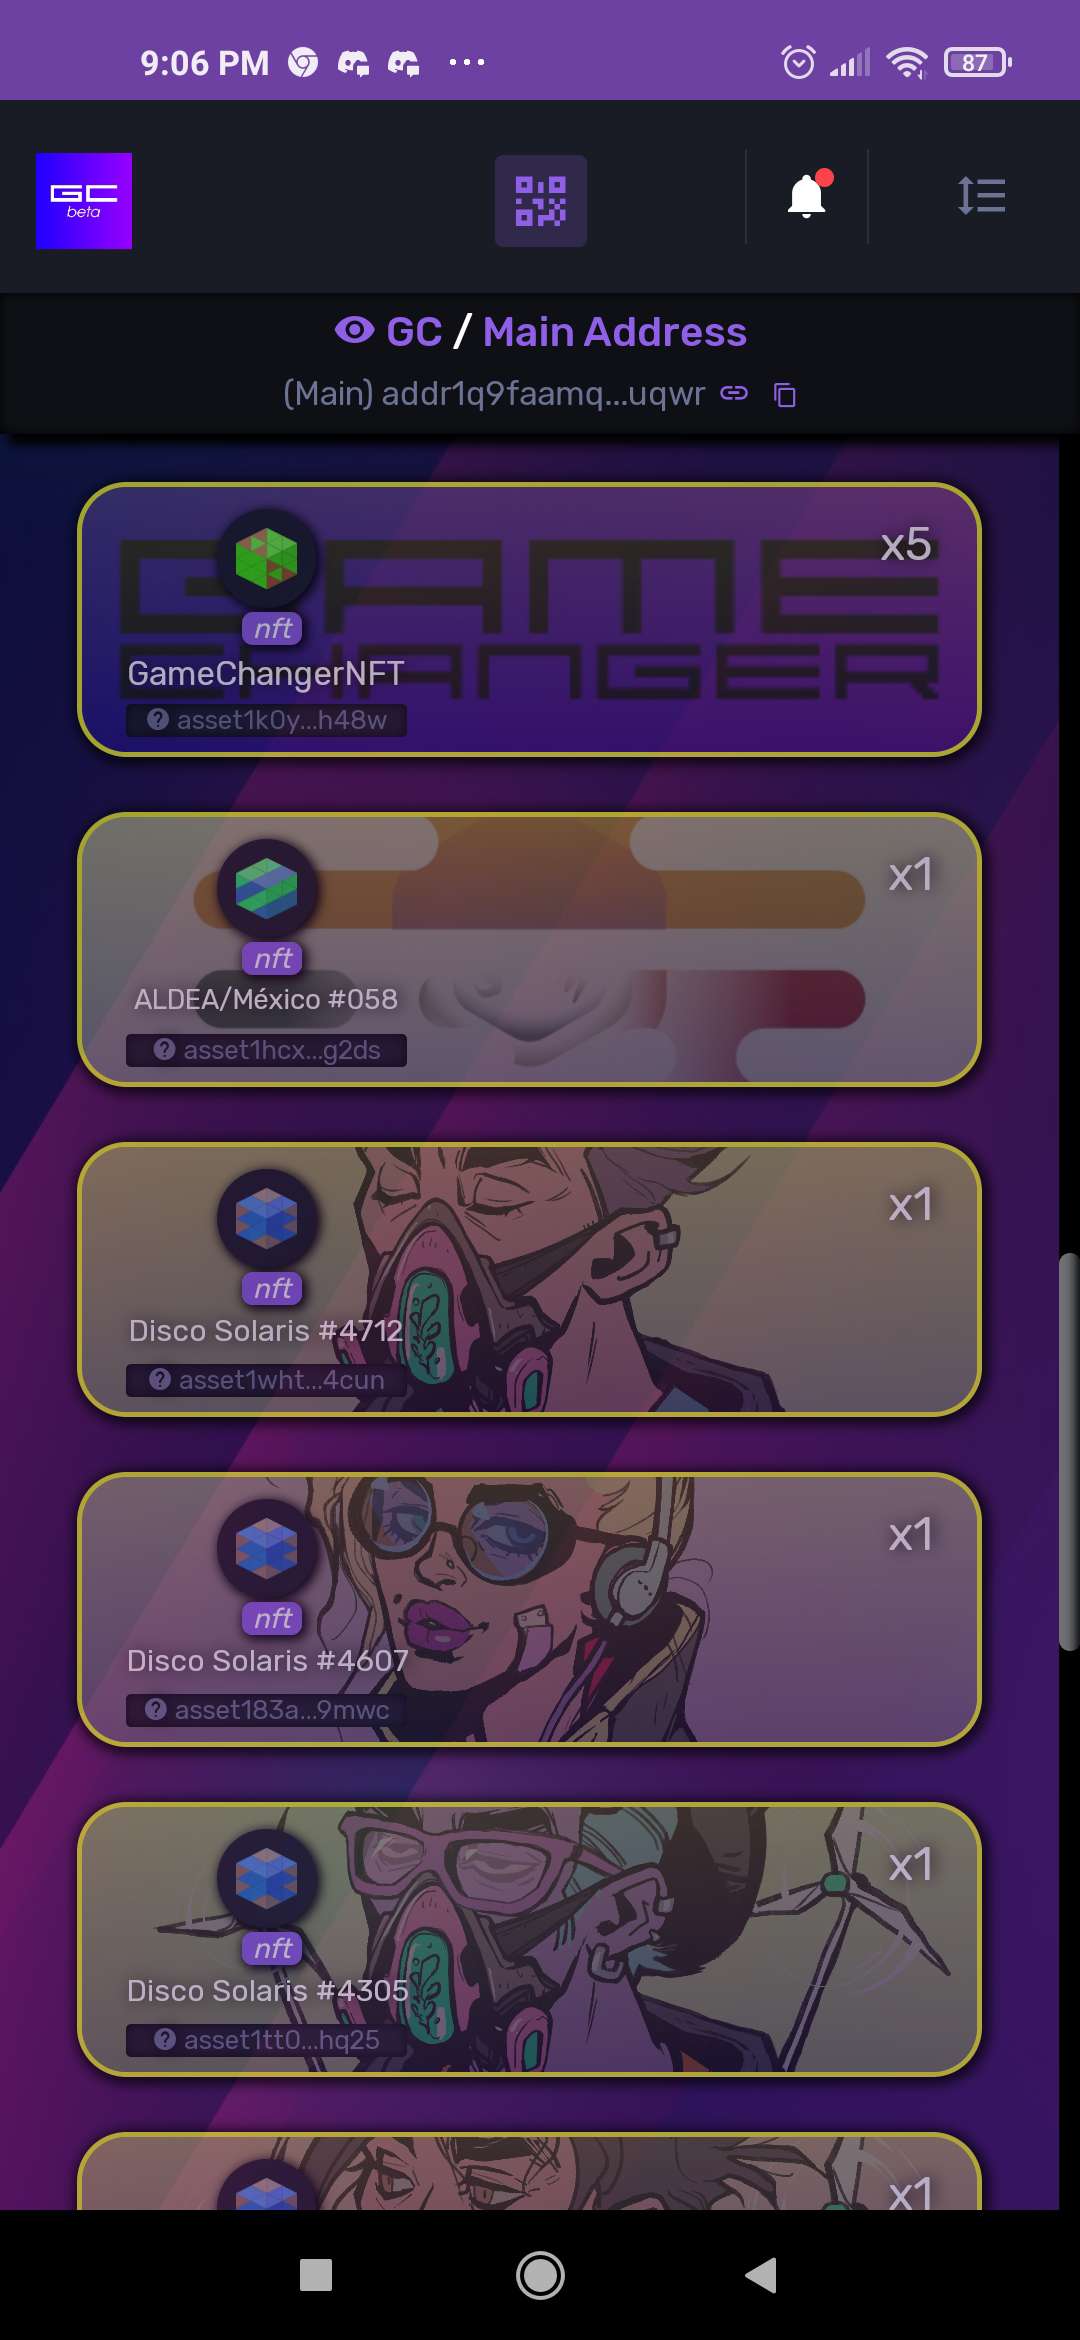 9:06 PM
87
GC
beta
GC / Main Address
(Main) addr1q9faamq...uqwr
GAME
CHANGER
x5
nft
GameChangerNFT
asset1k0y...h48w
x1
nft
ALDEA/México #058
asset1hcx...g2ds
x1
nft
Disco Solaris #4712
asset1wht...4cun
x1
nft
Disco Solaris #4607
asset183a...9mwc
x1
nft
Disco Solaris #4305
asset1tt0...hq25
x1